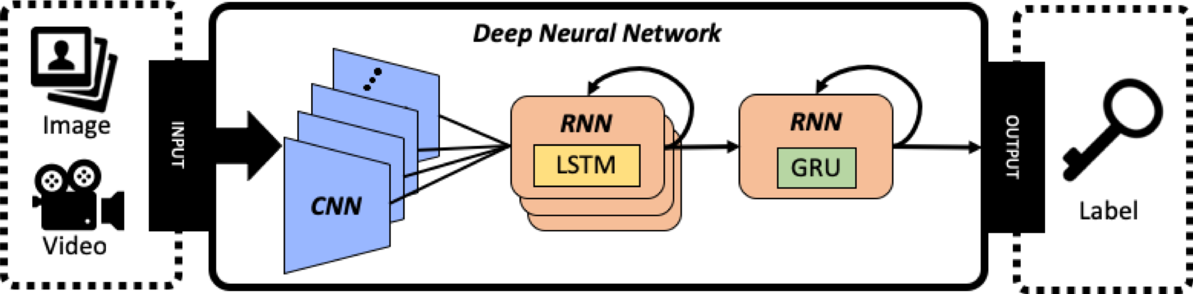 Deep Neural Network
Image
Video
INPUT
CNN
RNN
LSTM
RNN
GRU
OUTPUT
Label